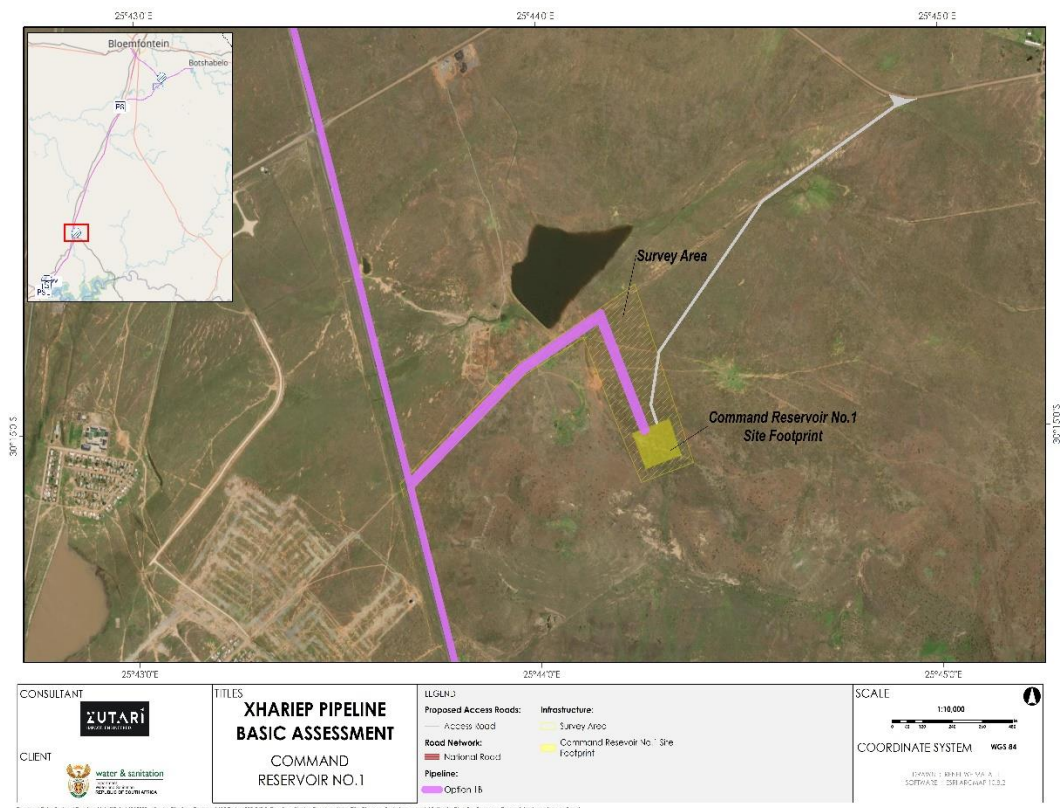 25°43'0"E
25°44'0"E
25°45'0"E
Bloemfontein
Botshabelo
PS
PS
Survey Area
Command Reservoir No.1
Site Footprint
30°15'0"S
30°15'0"S
25°43'0"E
25°44'0"E
25°45'0"E
CONSULTANT
ZUTARI
CLIENT
water & sanitation
REPUBLIC OF SOUTH AFRICA
TITLES
XHARIEP PIPELINE
BASIC ASSESSMENT
COMMAND
RESERVOIR NO.1
LEGEND
Proposed Access Roads:
Access Road
Road Network:
National Road
Pipeline:
Option 1B
Infrastructure:
Survey Area
Command Reservoir No.1 Site
Footprint
SCALE
1:10,000
COORDINATE SYSTEM WGS 84